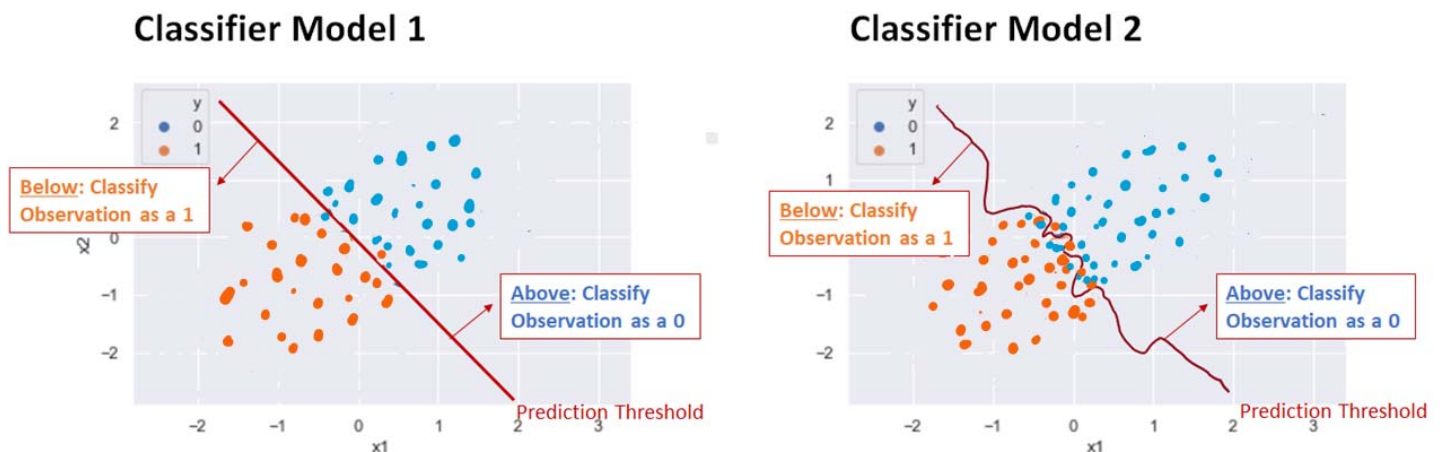 Classifier Model 1
y
0
1
2
1
0
−1
−2
x2
−2
−1
0
1
2
3
x1
Below: Classify
Observation as a 1
Above: Classify
Observation as a 0
Prediction Threshold
Classifier Model 2
y
0
1
2
1
0
−1
−2
−2
−1
0
1
2
3
x1
Below: Classify
Observation as a 1
Above: Classify
Observation as a 0
Prediction Threshold